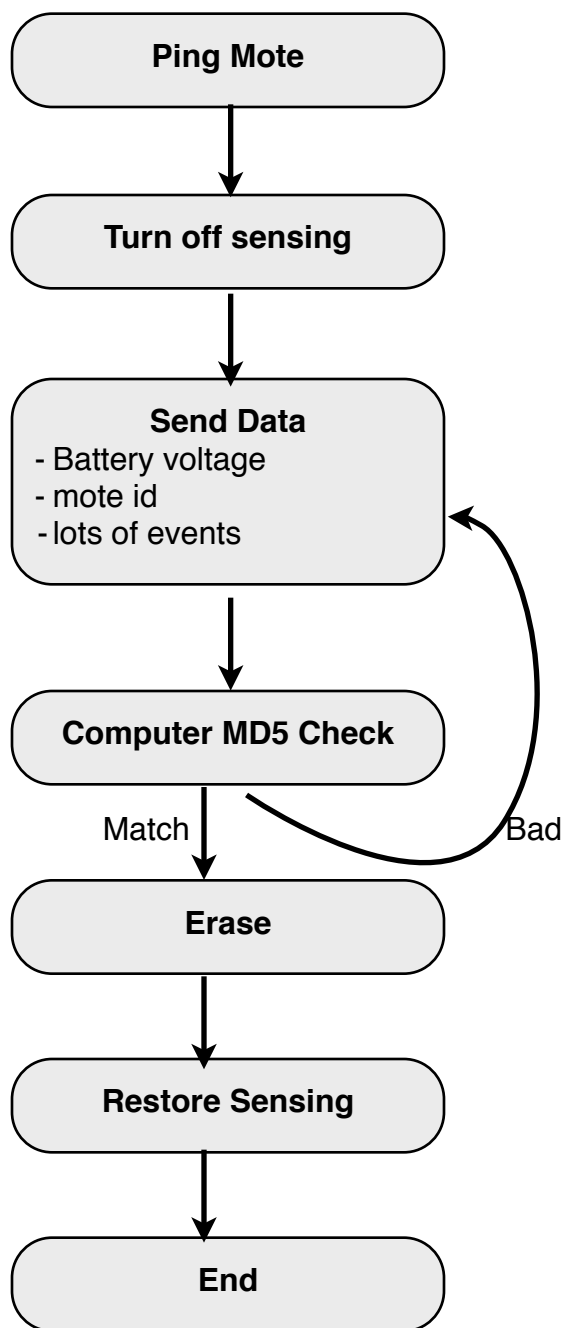 Ping Mote
Turn off sensing
Send Data
- Battery voltage
- mote id
- lots of events
Computer MD5 Check
Match
Bad
Erase
Restore Sensing
End